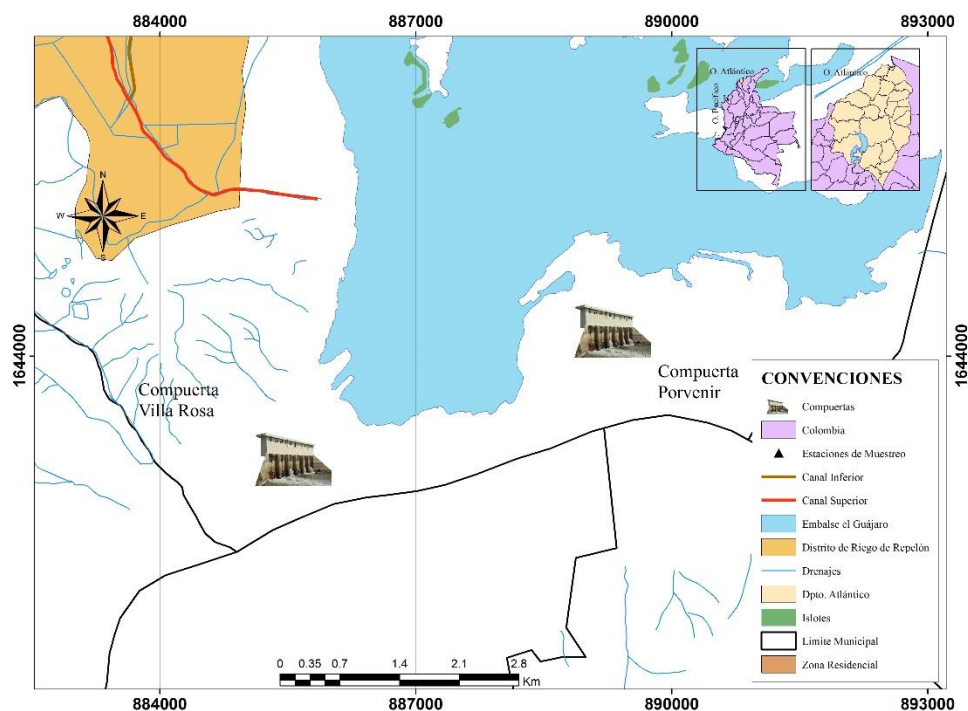 884000
887000
890000
893000
O. Atlántico
O. Pacífico
O. Atlántico
N
W
E
S
1644000
1644000
Compuerta
Villa Rosa
Compuerta
Porvenir
CONVENCIONES
Compuertas
Colombia
Estaciones de Muestreo
Canal Inferior
Canal Superior
Embalse el Guájaro
Distrito de Riego de Repelón
Drenajes
Dpto. Atlántico
Islotes
Limite Municipal
Zona Residencial
0 0.35 0.7 1.4 2.1 2.8
Km
884000
887000
890000
893000